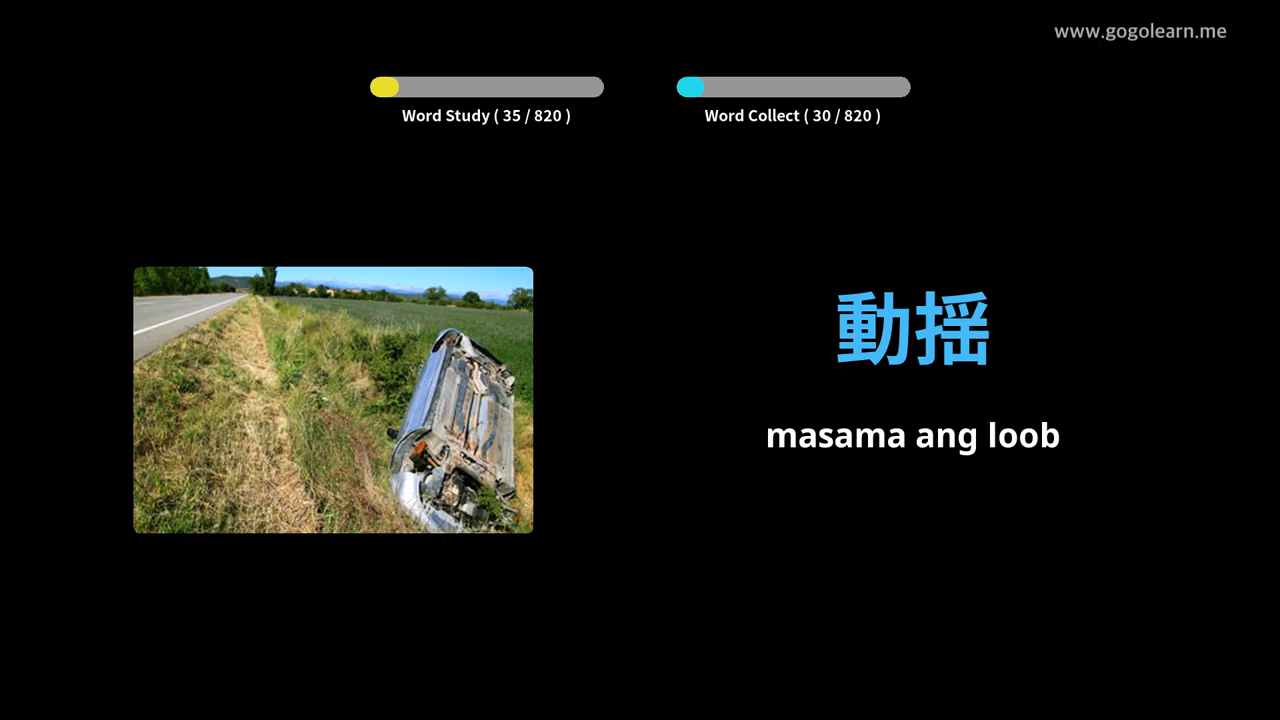 www.gogolearn.me
Word Study ( 35 / 820 )
Word Collect ( 30 / 820 )
動揺
masama ang loob